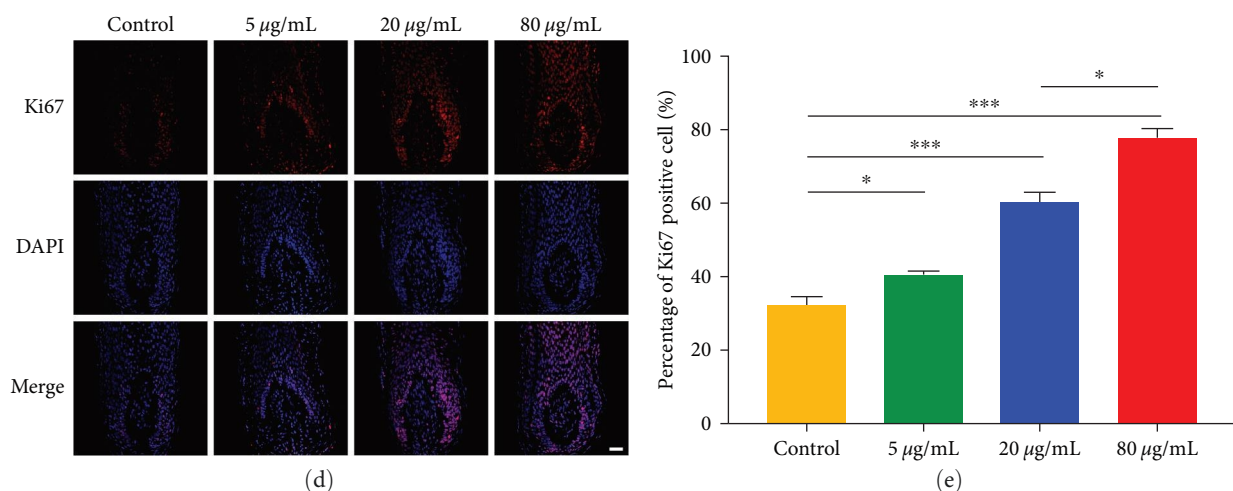 Control 5 μg/mL 20 μg/mL 80 μg/mL
Ki67
DAPI
Merge
(d)
Percentage of Ki67 positive cell (%)
100
80
60
40
20
0
*
***
***
*
Control 5 μg/mL 20 μg/mL 80 μg/mL
(e)